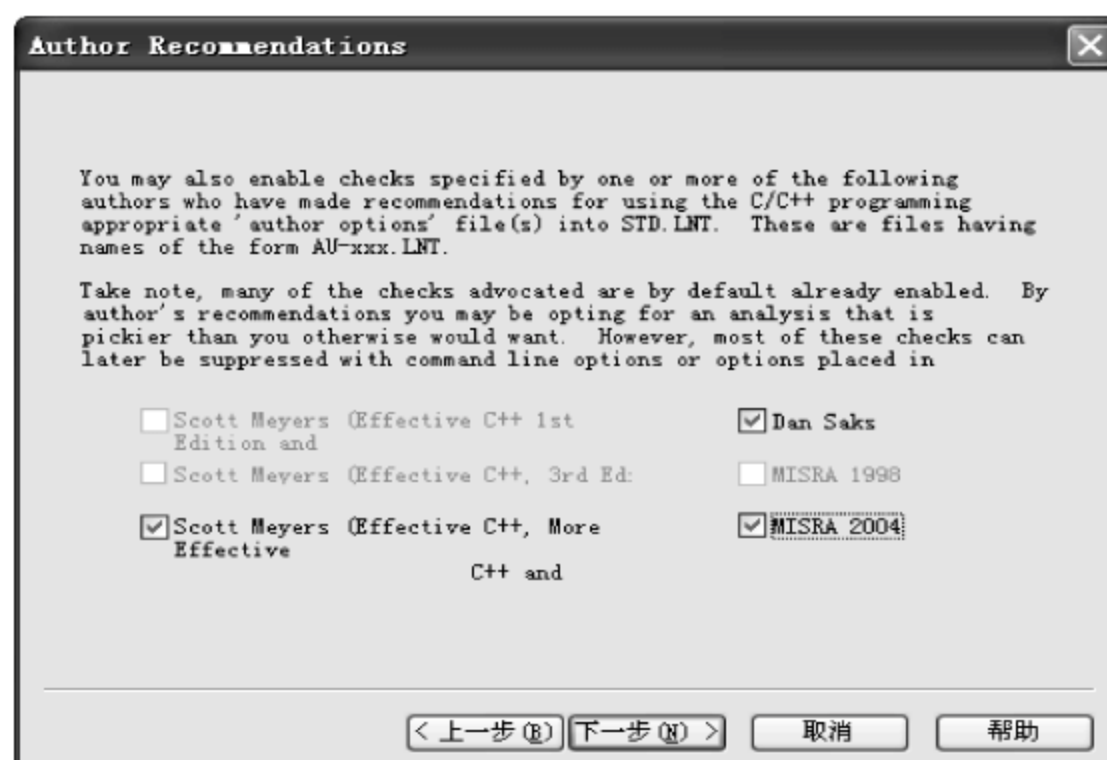 Author Recommendations
You may also enable checks specified by one or more of the following
authors who have made recommendations for using the C/C++ programming
appropriate 'author options' file(s) into STD.LNT. These are files having
names of the form AU-xxx.LNT.
Take note, many of the checks advocated are by default already enabled. By
author's recommendations you may be opting for an analysis that is
pickier than you otherwise would want. However, most of these checks can
later be suppressed with command line options or options placed in
Scott Meyers (Effective C++ 1st
Edition and
Dan Saks
Scott Meyers (Effective C++, 3rd Ed:
MISRA 1998
Scott Meyers (Effective C++, More
Effective
C++ and
MISRA 2004
< 上一步(B) 下一步(N) > 取消 帮助